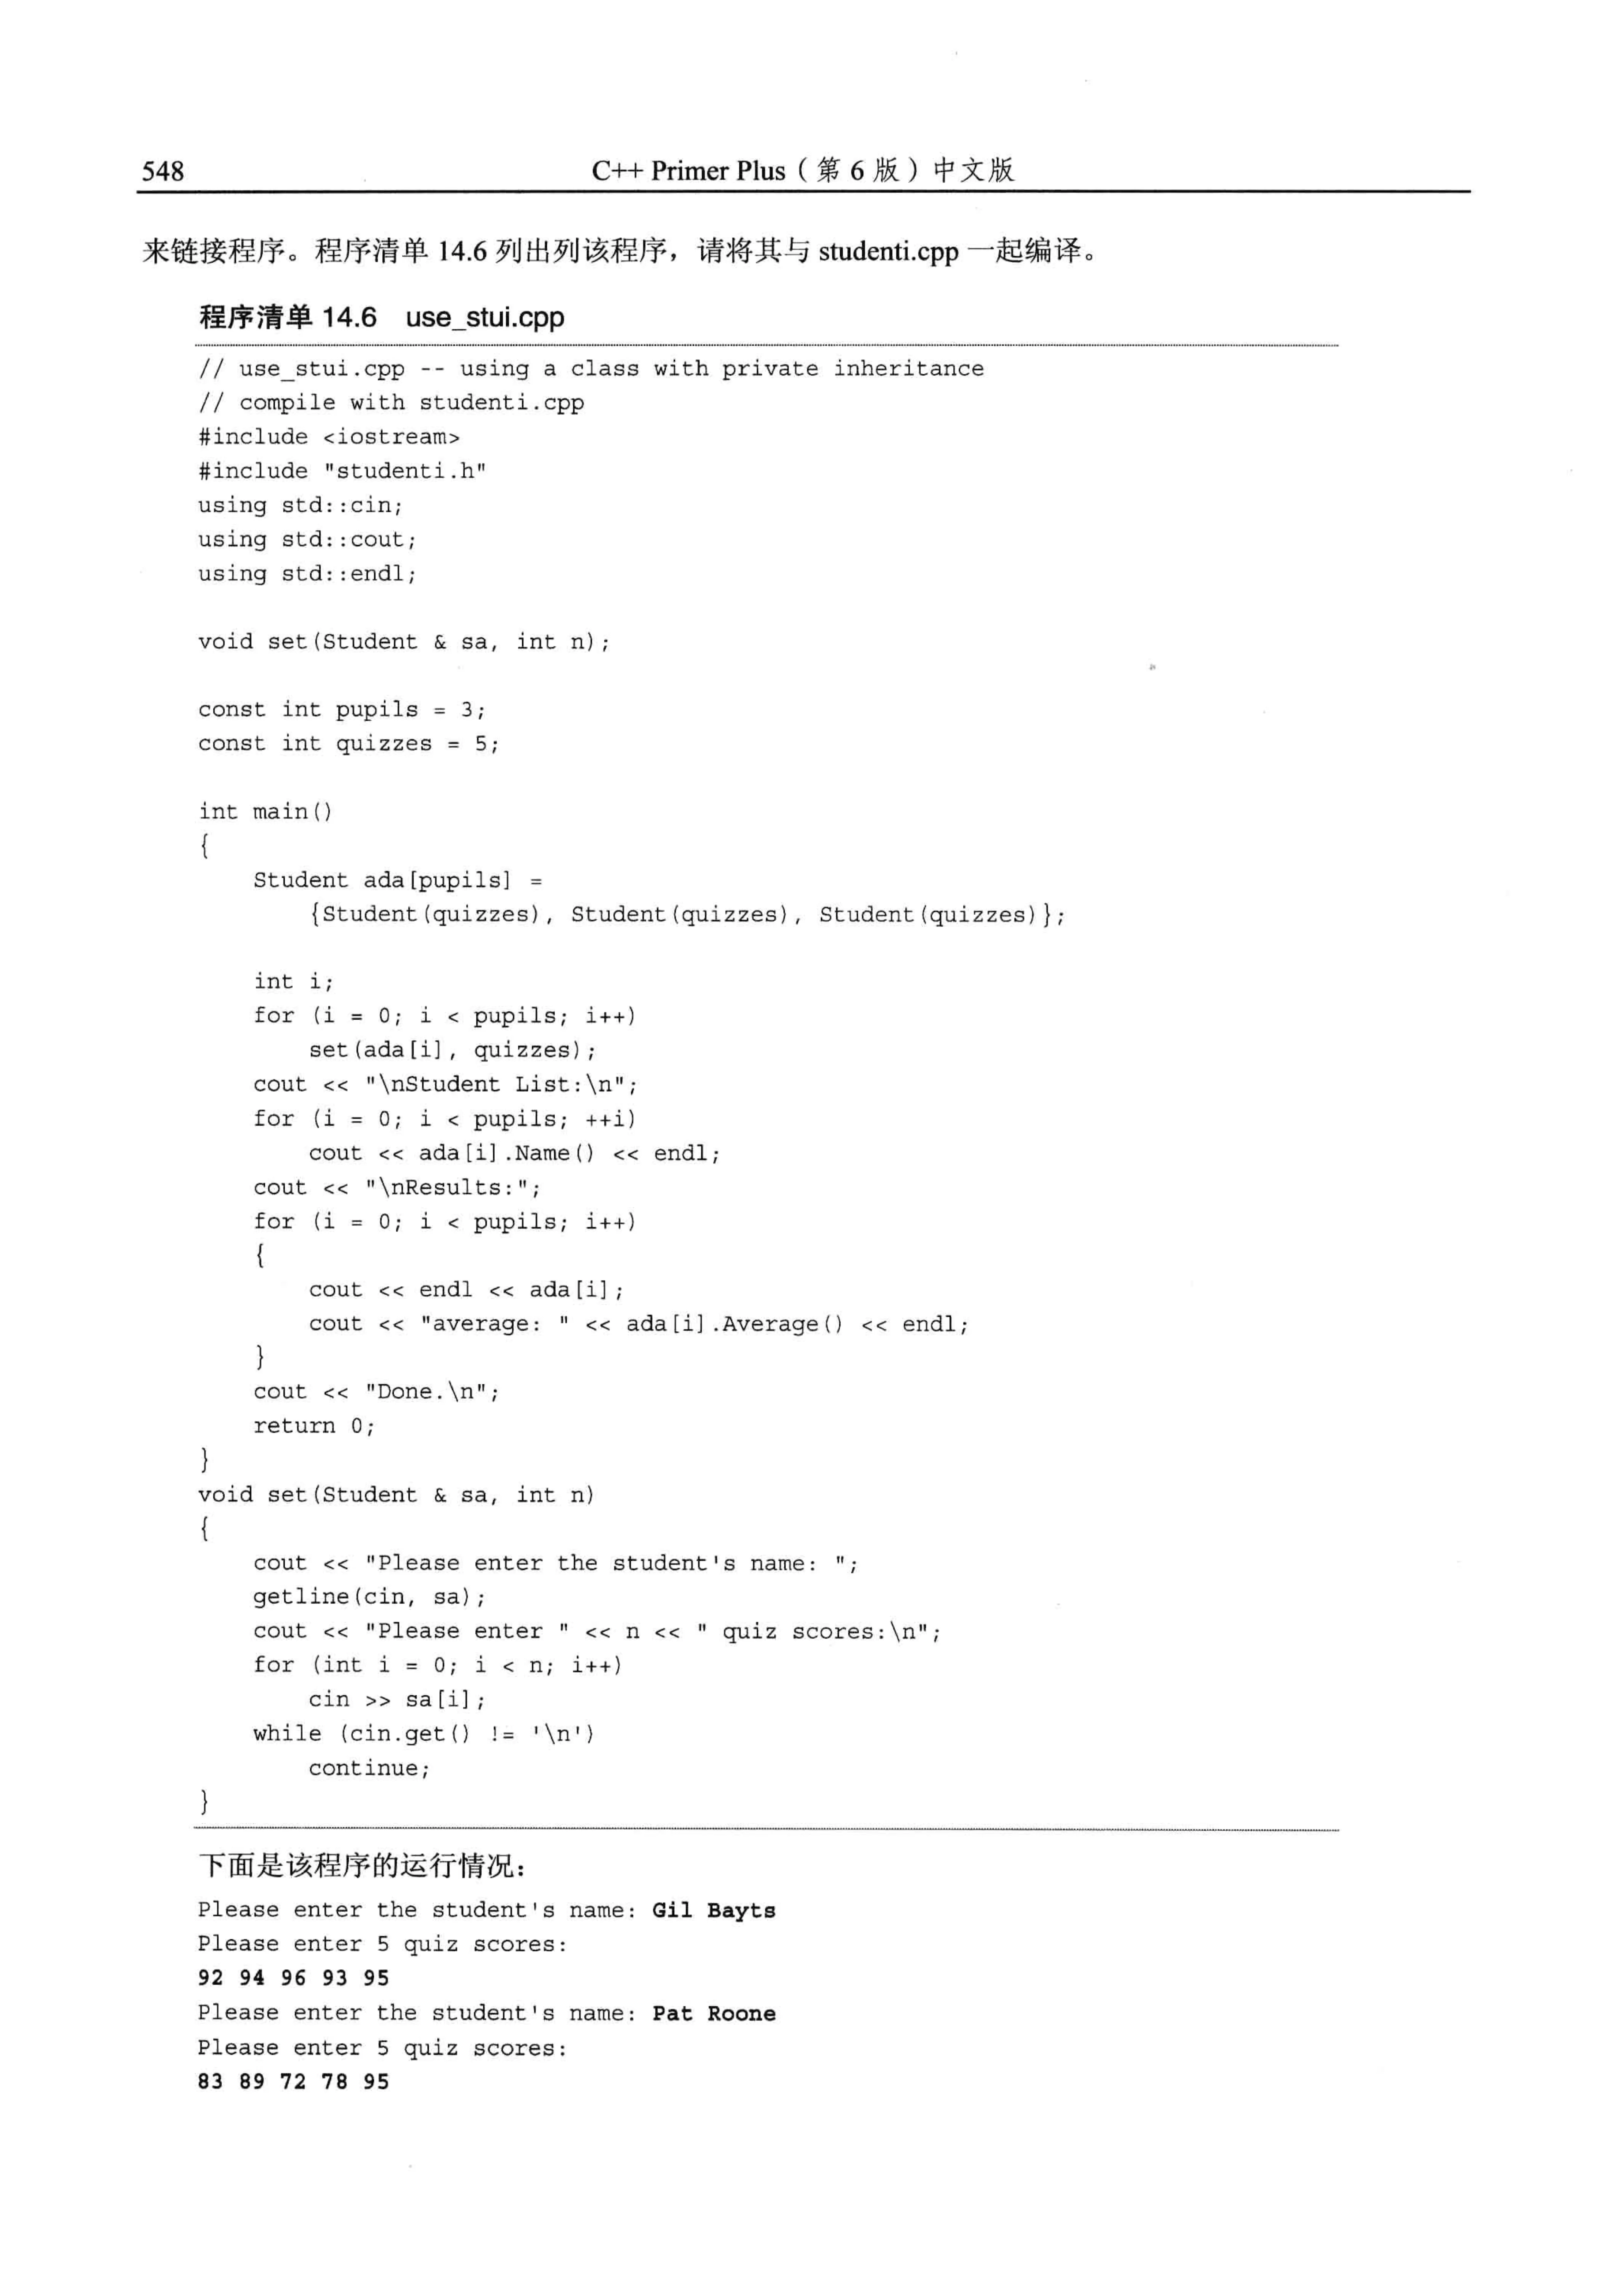 548
C++ Primer Plus（第 6 版）中文版
来链接程序。程序清单 14.6 列出列该程序，请将其与 studenti.cpp 一起编译。
程序清单 14.6 use_stui.cpp
// use_stui.cpp -- using a class with private inheritance
// compile with studenti.cpp
#include <iostream>
#include "studenti.h"
using std::cin;
using std::cout;
using std::endl;
void set(Student & sa, int n);
const int pupils = 3;
const int quizzes = 5;
int main()
{
    Student ada[pupils] =
        {Student(quizzes), Student(quizzes), Student(quizzes)};
    int i;
    for (i = 0; i < pupils; i++)
        set(ada[i], quizzes);
    cout << "\nStudent List:\n";
    for (i = 0; i < pupils; ++i)
        cout << ada[i].Name() << endl;
    cout << "\nResults:";
    for (i = 0; i < pupils; i++)
    {
        cout << endl << ada[i];
        cout << "average: " << ada[i].Average() << endl;
    }
    cout << "Done.\n";
    return 0;
}
void set(Student & sa, int n)
{
    cout << "Please enter the student's name: ";
    getline(cin, sa);
    cout << "Please enter " << n << " quiz scores:\n";
    for (int i = 0; i < n; i++)
        cin >> sa[i];
    while (cin.get() != '\n')
        continue;
}
下面是该程序的运行情况：
Please enter the student's name: Gil Bayts
Please enter 5 quiz scores:
92 94 96 93 95
Please enter the student's name: Pat Roone
Please enter 5 quiz scores:
83 89 72 78 95